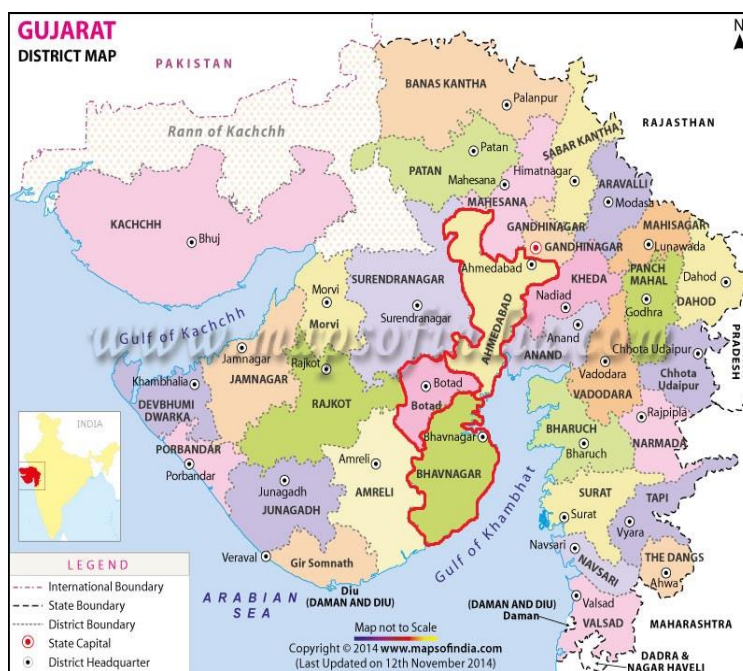 GUJARAT
DISTRICT MAP
N
PAKISTAN
BANAS KANTHA
Palanpur
RAJASTHAN
Rann of Kachchh
Patan
SABAR KANTHA
PATAN
Himatnagar
Mahesana
ARAVALLI
MAHESANA
Modasa
KACHCHH
GANDHINAGAR
MAHISAGAR
Bhuj
GANDHINAGAR
Lunawada
Ahmedabad
SURENDRANAGAR
KHEDA
PANCH
MAHAL
Dahod
Morvi
Nadiad
DAHOD
Gulf of Kachchh
Surendranagar
AHMEDABAD
Godhra
Morvi
Anand
www.mapsofindia.com
ANAND
PRADESH
Jamnagar
Chhota Udaipur
Rajkot
Vadodara
Khambhalia
JAMNAGAR
Botad
Chhota
Udaipur
DEVBHUMI
DWARKA
RAJKOT
Botad
VADODARA
Rajpipla
INDIA
BHARUCH
PORBANDAR
Bhavnagar
NARMADA
Bharuch
Amreli
Porbandar
BHAVNAGAR
Junagadh
AMRELI
SURAT
TAPI
JUNAGADH
Surat
Gulf of Khambhat
Vyara
Veraval
Gir Somnath
Navsari
THE DANGS
NAVSARI
Ahwa
LEGEND
International Boundary
State Boundary
District Boundary
State Capital
District Headquarter
ARABIAN
SEA
Diu
(DAMAN AND DIU)
Map not to Scale
Copyright © 2014 www.mapsofindia.com
(Last Updated on 12th November 2014)
(DAMAN AND DIU)
Daman
Valsad
VALSAD
MAHARASHTRA
DADRA &
NAGAR HAVELI